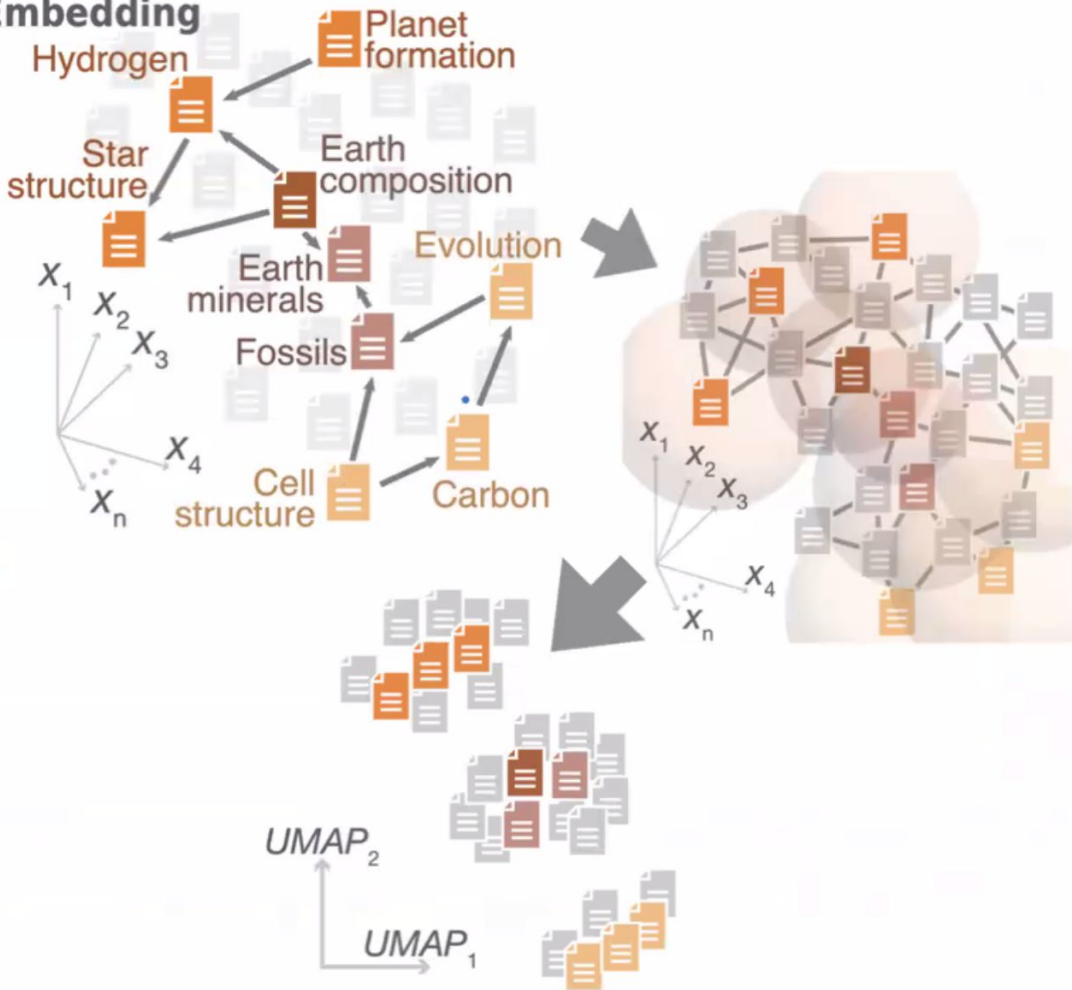 Embedding
Planet
formation
Hydrogen
Star
structure
Earth
composition
Evolution
Earth
minerals
Fossils
X1
X2
X3
X4
Xn
Cell
structure
Carbon
X1
X2
X3
X4
Xn
UMAP2
UMAP1